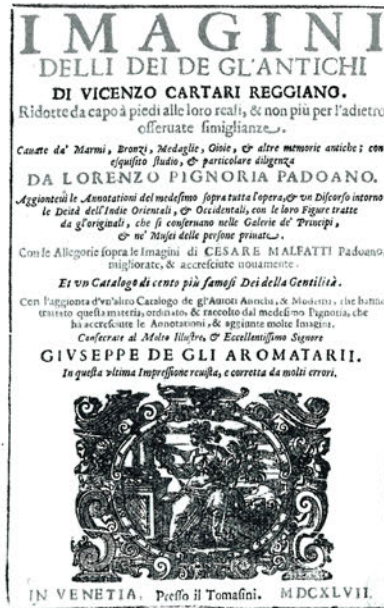 IMAGINI
DELLI DEI DE GL'ANTICHI
DI VICENZO CARTARI REGGIANO.
Ridotte da capo à piedi alle loro reali, & non più per l'adietro
osseruate simiglianze.
Cauate da' Marmi, Bronzi, Medaglie, Gioie, & altre memorie antiche; con
esquisito studio, & particolare diligenza
DA LORENZO PIGNORIA PADOANO.
Aggionteui le Annotationi del medesimo sopra tutta l'opera, & vn Discorso intorno
le Deità dell'Indie Orientali, & Occidentali, con le loro Figure tratte
da gl'originali, che si conseruano nelle Galerie de' Principi,
& ne' Musei delle persone priuate.
Con le Allegorie sopra le Imagini di CESARE MALFATTI Padoano,
migliorate, & accresciute nouamente.
Et vn Catalogo di cento più famosi Dei della Gentilità.
Con l'aggionta d'vn'altro Catalogo de gl'Autori Antichi, & Moderni, che hanno
trattato questa materia, ordinato, & raccolto dal medesimo Pignoria, che
ha accresciute le Annotationi, & aggiunte molte Imagini.
Consecrate al Molto Illustre, & Eccellentissimo Signore
GIVSEPPE DE GLI AROMATARII.
In questa vltima Impressione reuista, e corretta da molti errori.
IN VENETIA, Presso il Tomasini. MDCXLVII.